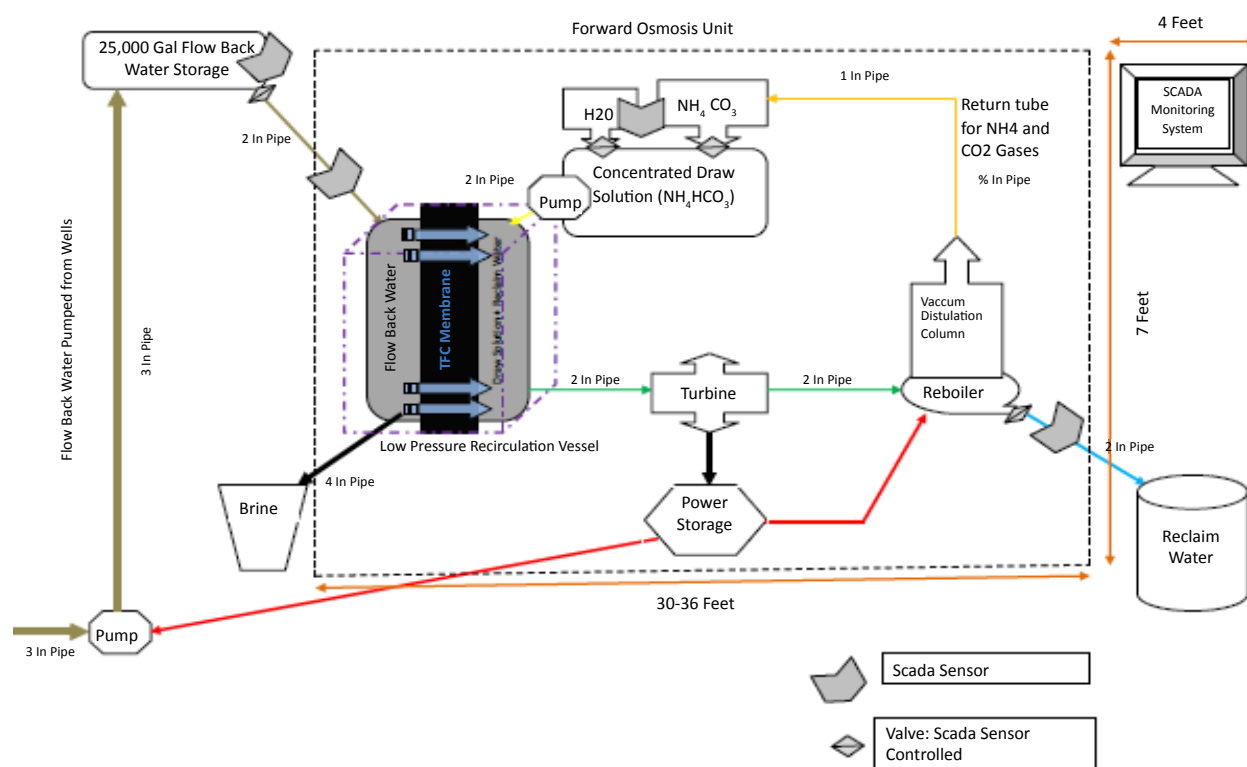 Forward Osmosis Unit
4 Feet
25,000 Gal Flow Back
Water Storage
SCADA
Monitoring
System
1 In Pipe
H20
NH₄ CO₃
Return tube
for NH4 and
CO2 Gases
% In Pipe
2 In Pipe
2 In Pipe
Pump
Concentrated Draw
Solution (NH₄HCO₃)
Flow Back Water Pumped from Wells
3 In Pipe
Flow Back Water
TFC Membrane
Draw Solution + Reclaim Water
Vaccum
Distulation
Column
7 Feet
2 In Pipe
Turbine
2 In Pipe
Reboiler
Low Pressure Recirculation Vessel
2 In Pipe
4 In Pipe
Brine
Power
Storage
Reclaim
Water
30-36 Feet
Pump
3 In Pipe
Scada Sensor
Valve: Scada Sensor
Controlled